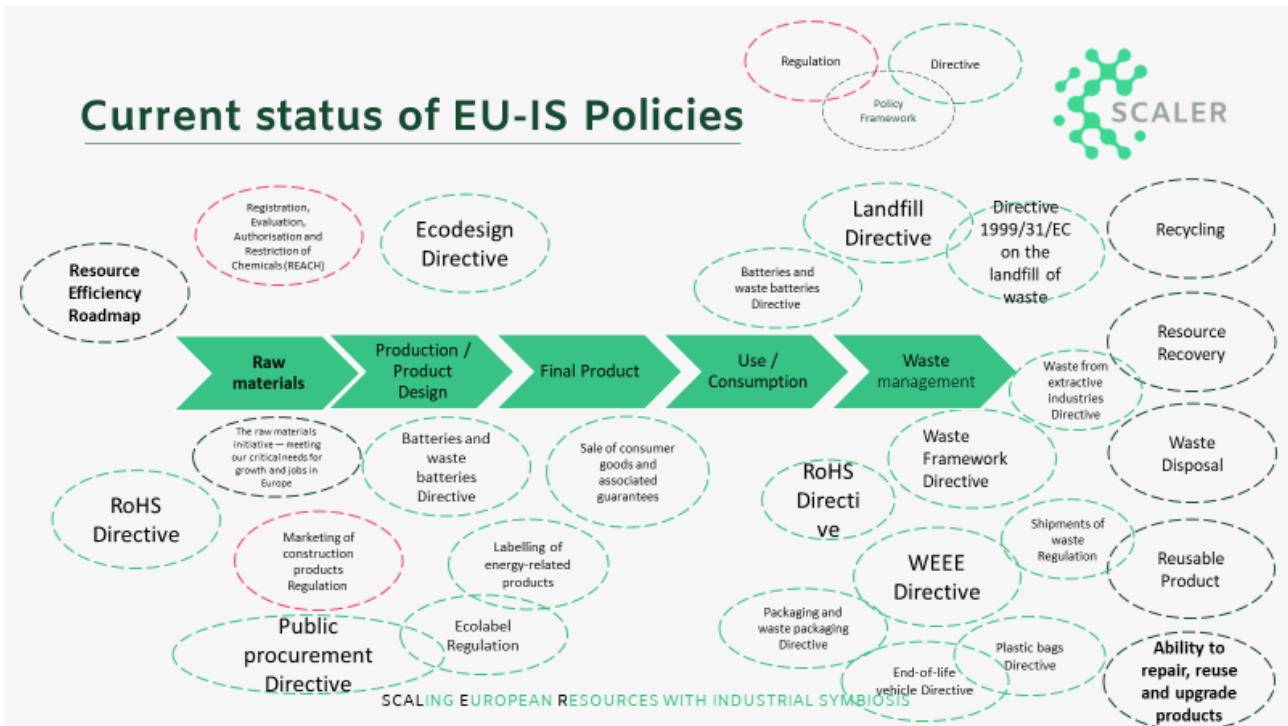 Current status of EU-IS Policies
Regulation
Directive
Policy
Framework
SCALER
Resource
Efficiency
Roadmap
Registration,
Evaluation,
Authorisation and
Restriction of
Chemicals (REACH)
Ecodesign
Directive
Landfill
Directive
Batteries and
waste batteries
Directive
Directive
1999/31/EC
on the
landfill of
waste
Recycling
Resource
Recovery
Raw
materials
Production /
Product
Design
Final Product
Use /
Consumption
Waste
management
Waste from
extractive
industries
Directive
The raw materials
initiative — meeting
our critical needs for
growth and jobs in
Europe
Batteries and
waste
batteries
Directive
Sale of consumer
goods and
associated
guarantees
RoHS
Directi
ve
Waste
Framework
Directive
Waste
Disposal
RoHS
Directive
Marketing of
construction
products
Regulation
Labelling of
energy-related
products
WEEE
Directive
Shipments of
waste
Regulation
Reusable
Product
Public
procurement
Directive
Ecolabel
Regulation
Packaging and
waste packaging
Directive
End-of-life
vehicle Directive
Plastic bags
Directive
Ability to
repair, reuse
and upgrade
products
SCALING EUROPEAN RESOURCES WITH INDUSTRIAL SYMBIOSIS